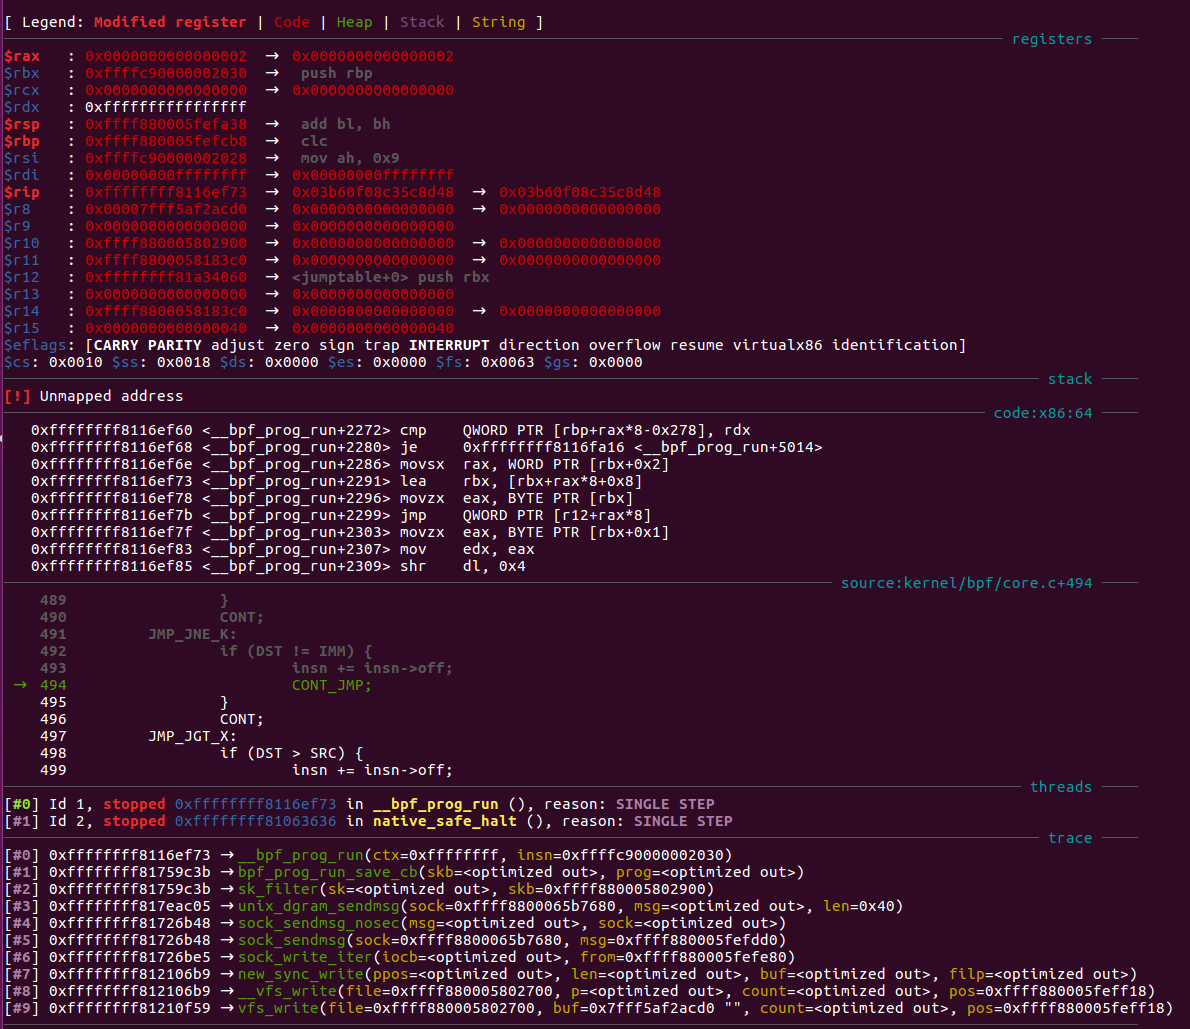 [ Legend: Modified register | Code | Heap | Stack | String ]
registers
$rax : 0x0000000000000002 → 0x0000000000000002
$rbx : 0xffffc90000002030 → push rbp
$rcx : 0x0000000000000000 → 0x0000000000000000
$rdx : 0xffffffffffffffff
$rsp : 0xffff880005fefa38 → add bl, bh
$rbp : 0xffff880005fefcb8 → clc
$rsi : 0xffffc90000002028 → mov ah, 0x9
$rdi : 0x00000000ffffffff → 0x00000000ffffffff
$rip : 0xffffffff8116ef73 → 0x03b60f08c35c8d48 → 0x03b60f08c35c8d48
$r8 : 0x00007fff5af2acd0 → 0x0000000000000000 → 0x0000000000000000
$r9 : 0x0000000000000000 → 0x0000000000000000
$r10 : 0xffff880005802900 → 0x0000000000000000 → 0x0000000000000000
$r11 : 0xffff8800058183c0 → 0x0000000000000000 → 0x0000000000000000
$r12 : 0xffffffff81a34060 → <jumptable+0> push rbx
$r13 : 0x0000000000000000 → 0x0000000000000000
$r14 : 0xffff8800058183c0 → 0x0000000000000000 → 0x0000000000000000
$r15 : 0x0000000000000040 → 0x0000000000000040
$eflags: [CARRY PARITY adjust zero sign trap INTERRUPT direction overflow resume virtualx86 identification]
$cs: 0x0010 $ss: 0x0018 $ds: 0x0000 $es: 0x0000 $fs: 0x0063 $gs: 0x0000
stack
[!] Unmapped address
code:x86:64
0xffffffff8116ef60 <__bpf_prog_run+2272> cmp QWORD PTR [rbp+rax*8-0x278], rdx
0xffffffff8116ef68 <__bpf_prog_run+2280> je 0xffffffff8116fa16 <__bpf_prog_run+5014>
0xffffffff8116ef6e <__bpf_prog_run+2286> movsx rax, WORD PTR [rbx+0x2]
0xffffffff8116ef73 <__bpf_prog_run+2291> lea rbx, [rbx+rax*8+0x8]
0xffffffff8116ef78 <__bpf_prog_run+2296> movzx eax, BYTE PTR [rbx]
0xffffffff8116ef7b <__bpf_prog_run+2299> jmp QWORD PTR [r12+rax*8]
0xffffffff8116ef7f <__bpf_prog_run+2303> movzx eax, BYTE PTR [rbx+0x1]
0xffffffff8116ef83 <__bpf_prog_run+2307> mov edx, eax
0xffffffff8116ef85 <__bpf_prog_run+2309> shr dl, 0x4
source:kernel/bpf/core.c+494
489 }
490 CONT;
491 JMP_JNE_K:
492 if (DST != IMM) {
493 insn += insn->off;
→ 494 CONT_JMP;
495 }
496 CONT;
497 JMP_JGT_X:
498 if (DST > SRC) {
499 insn += insn->off;
threads
[#0] Id 1, stopped 0xffffffff8116ef73 in __bpf_prog_run (), reason: SINGLE STEP
[#1] Id 2, stopped 0xffffffff81063636 in native_safe_halt (), reason: SINGLE STEP
trace
[#0] 0xffffffff8116ef73 → __bpf_prog_run(ctx=0xffffffff, insn=0xffffc90000002030)
[#1] 0xffffffff81759c3b → bpf_prog_run_save_cb(skb=<optimized out>, prog=<optimized out>)
[#2] 0xffffffff81759c3b → sk_filter(sk=<optimized out>, skb=0xffff880005802900)
[#3] 0xffffffff817eac05 → unix_dgram_sendmsg(sock=0xffff8800065b7680, msg=<optimized out>, len=0x40)
[#4] 0xffffffff81726b48 → sock_sendmsg_nosec(msg=<optimized out>, sock=<optimized out>)
[#5] 0xffffffff81726b48 → sock_sendmsg(sock=0xffff8800065b7680, msg=0xffff880005fefdd0)
[#6] 0xffffffff81726be5 → sock_write_iter(iocb=<optimized out>, from=0xffff880005fefe80)
[#7] 0xffffffff812106b9 → new_sync_write(ppos=<optimized out>, len=<optimized out>, buf=<optimized out>, filp=<optimized out>)
[#8] 0xffffffff812106b9 → __vfs_write(file=0xffff880005802700, p=<optimized out>, count=<optimized out>, pos=0xffff880005feff18)
[#9] 0xffffffff81210f59 → vfs_write(file=0xffff880005802700, buf=0x7fff5af2acd0 "", count=<optimized out>, pos=0xffff880005feff18)